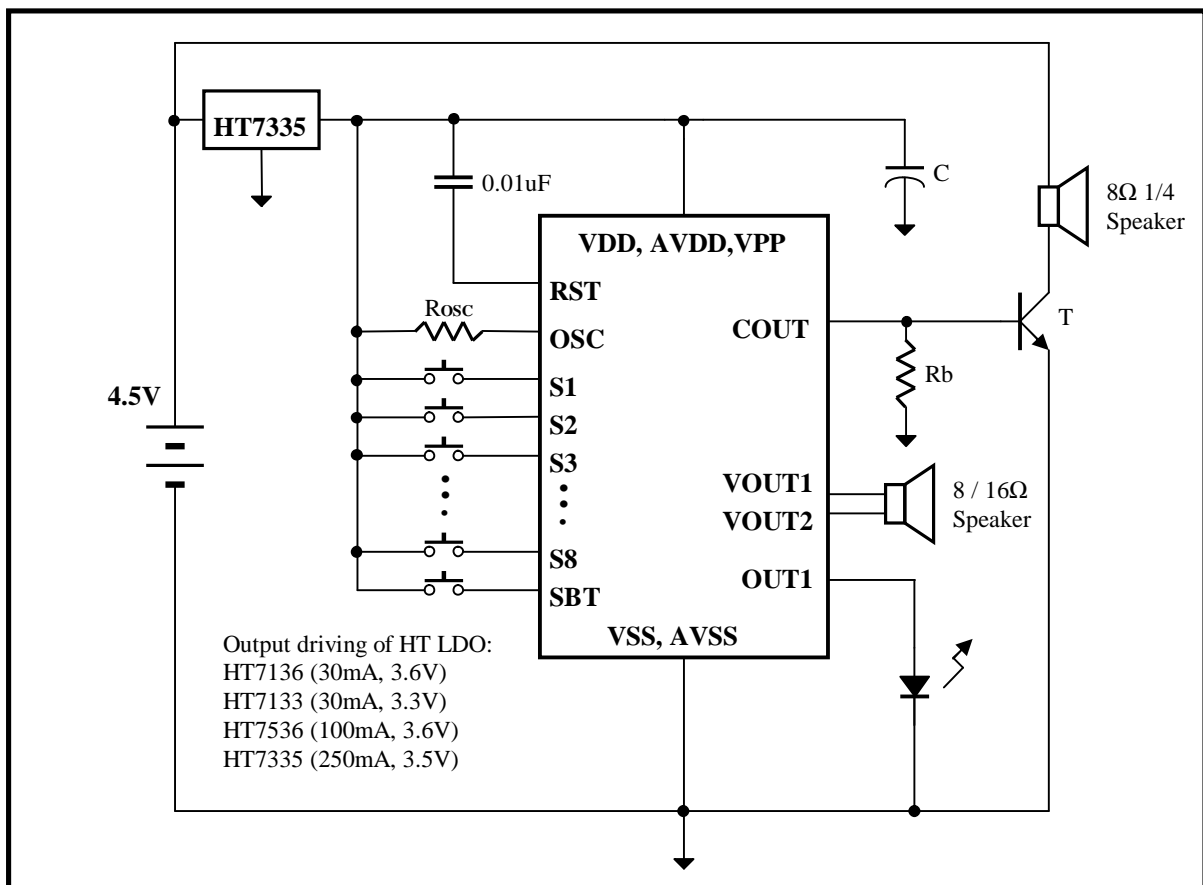 HT7335
0.01uF
C
8Ω 1/4
Speaker
VDD, AVDD,VPP
RST
Rosc
OSC
COUT
T
S1
Rb
4.5V
S2
S3
VOUT1
8 / 16Ω
VOUT2
Speaker
S8
OUT1
SBT
VSS, AVSS
Output driving of HT LDO:
HT7136 (30mA, 3.6V)
HT7133 (30mA, 3.3V)
HT7536 (100mA, 3.6V)
HT7335 (250mA, 3.5V)